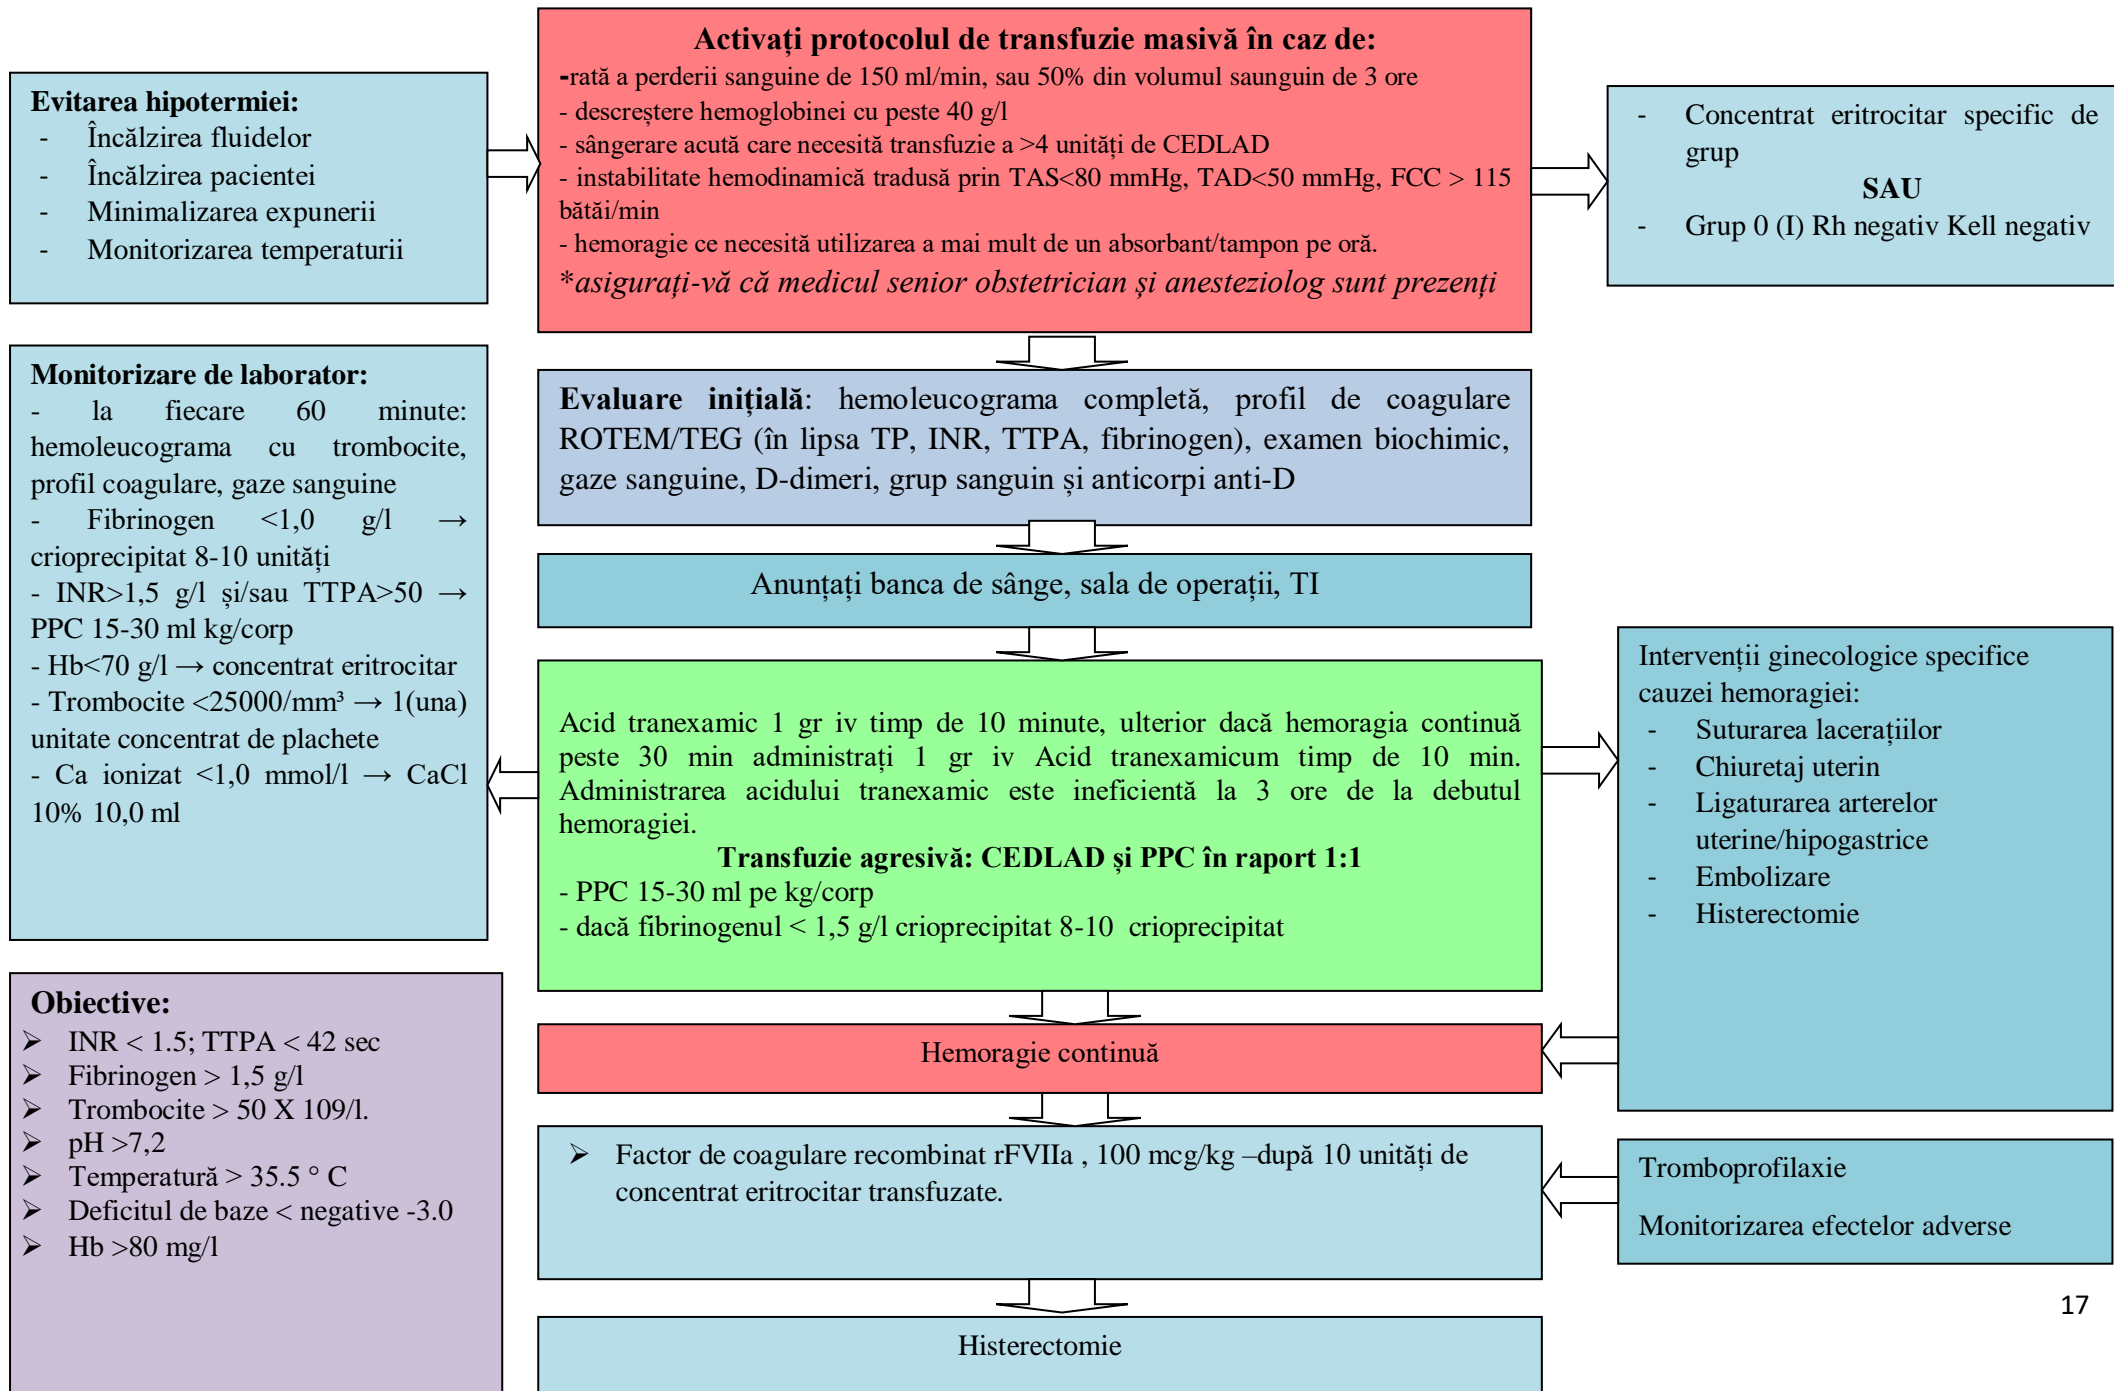 Activați protocolul de transfuzie masivă în caz de:
-rată a perderii sanguine de 150 ml/min, sau 50% din volumul saunguin de 3 ore
- descreștere hemoglobinei cu peste 40 g/l
- sângerare acută care necesită transfuzie a >4 unități de CEDLAD
- instabilitate hemodinamică tradusă prin TAS<80 mmHg, TAD<50 mmHg, FCC > 115
bătăi/min
- hemoragie ce necesită utilizarea a mai mult de un absorbant/tampon pe oră.
*asigurați-vă că medicul senior obstetrician și anesteziolog sunt prezenți
Evitarea hipotermiei:
- Încălzirea fluidelor
- Încălzirea pacientei
- Minimalizarea expunerii
- Monitorizarea temperaturii
- Concentrat eritrocitar specific de
grup
SAU
- Grup 0 (I) Rh negativ Kell negativ
Monitorizare de laborator:
- la fiecare 60 minute:
hemoleucograma cu trombocite,
profil coagulare, gaze sanguine
- Fibrinogen <1,0 g/l →
crioprecipitat 8-10 unități
- INR>1,5 g/l și/sau TTPA>50 →
PPC 15-30 ml kg/corp
- Hb<70 g/l → concentrat eritrocitar
- Trombocite <25000/mm³ → 1(una)
unitate concentrat de plachete
- Ca ionizat <1,0 mmol/l → CaCl
10% 10,0 ml
Evaluare inițială: hemoleucograma completă, profil de coagulare
ROTEM/TEG (în lipsa TP, INR, TTPA, fibrinogen), examen biochimic,
gaze sanguine, D-dimeri, grup sanguin și anticorpi anti-D
Anunțați banca de sânge, sala de operații, TI
Acid tranexamic 1 gr iv timp de 10 minute, ulterior dacă hemoragia continuă
peste 30 min administrați 1 gr iv Acid tranexamicum timp de 10 min.
Administrarea acidului tranexamic este ineficientă la 3 ore de la debutul
hemoragiei.
Transfuzie agresivă: CEDLAD și PPC în raport 1:1
- PPC 15-30 ml pe kg/corp
- dacă fibrinogenul < 1,5 g/l crioprecipitat 8-10 crioprecipitat
Intervenții ginecologice specifice
cauzei hemoragiei:
- Suturarea lacerațiilor
- Chiuretaj uterin
- Ligaturarea arterelor
uterine/hipogastrice
- Embolizare
- Histerectomie
Obiective:
➢ INR < 1.5; TTPA < 42 sec
➢ Fibrinogen > 1,5 g/l
➢ Trombocite > 50 X 109/l.
➢ pH >7,2
➢ Temperatură > 35.5 ° C
➢ Deficitul de baze < negative -3.0
➢ Hb >80 mg/l
Hemoragie continuă
➢ Factor de coagulare recombinat rFVIIa , 100 mcg/kg –după 10 unități de
concentrat eritrocitar transfuzate.
Tromboprofilaxie
Monitorizarea efectelor adverse
Histerectomie
17